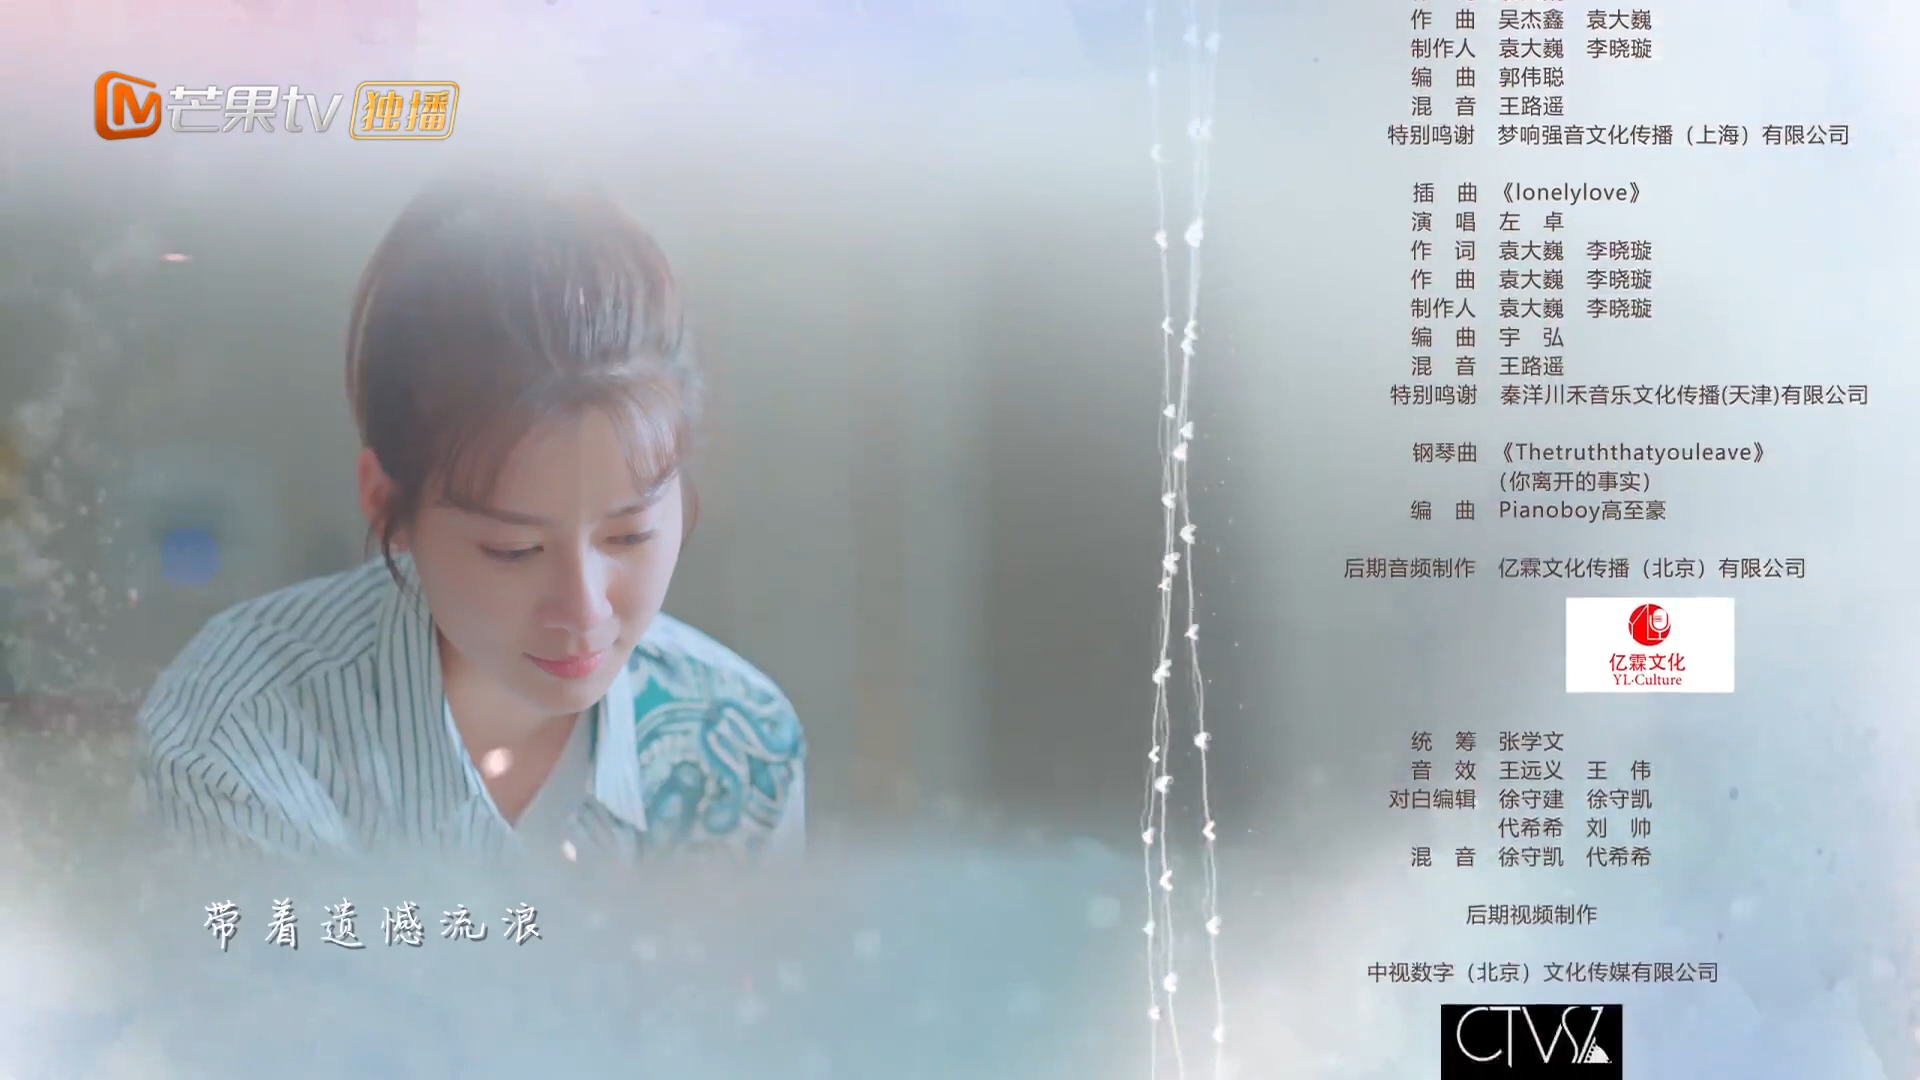 芒果tv 独播
作 曲 吴杰鑫 袁大巍
制作人 袁大巍 李晓璇
编 曲 郭伟聪
混 音 王路遥
特别鸣谢 梦响强音文化传播（上海）有限公司
插 曲 《lonelylove》
演 唱 左 卓
作 词 袁大巍 李晓璇
作 曲 袁大巍 李晓璇
制作人 袁大巍 李晓璇
编 曲 宇 弘
混 音 王路遥
特别鸣谢 秦洋川禾音乐文化传播(天津)有限公司
钢琴曲 《Thetruththatyouleave》
（你离开的事实）
编 曲 Pianoboy高至豪
后期音频制作 亿霖文化传播（北京）有限公司
亿霖文化
YL·Culture
统 筹 张学文
音 效 王远义 王 伟
对白编辑 徐守建 徐守凯
代希希 刘 帅
混 音 徐守凯 代希希
后期视频制作
中视数字（北京）文化传媒有限公司
CTVSZ
带着遗憾流浪